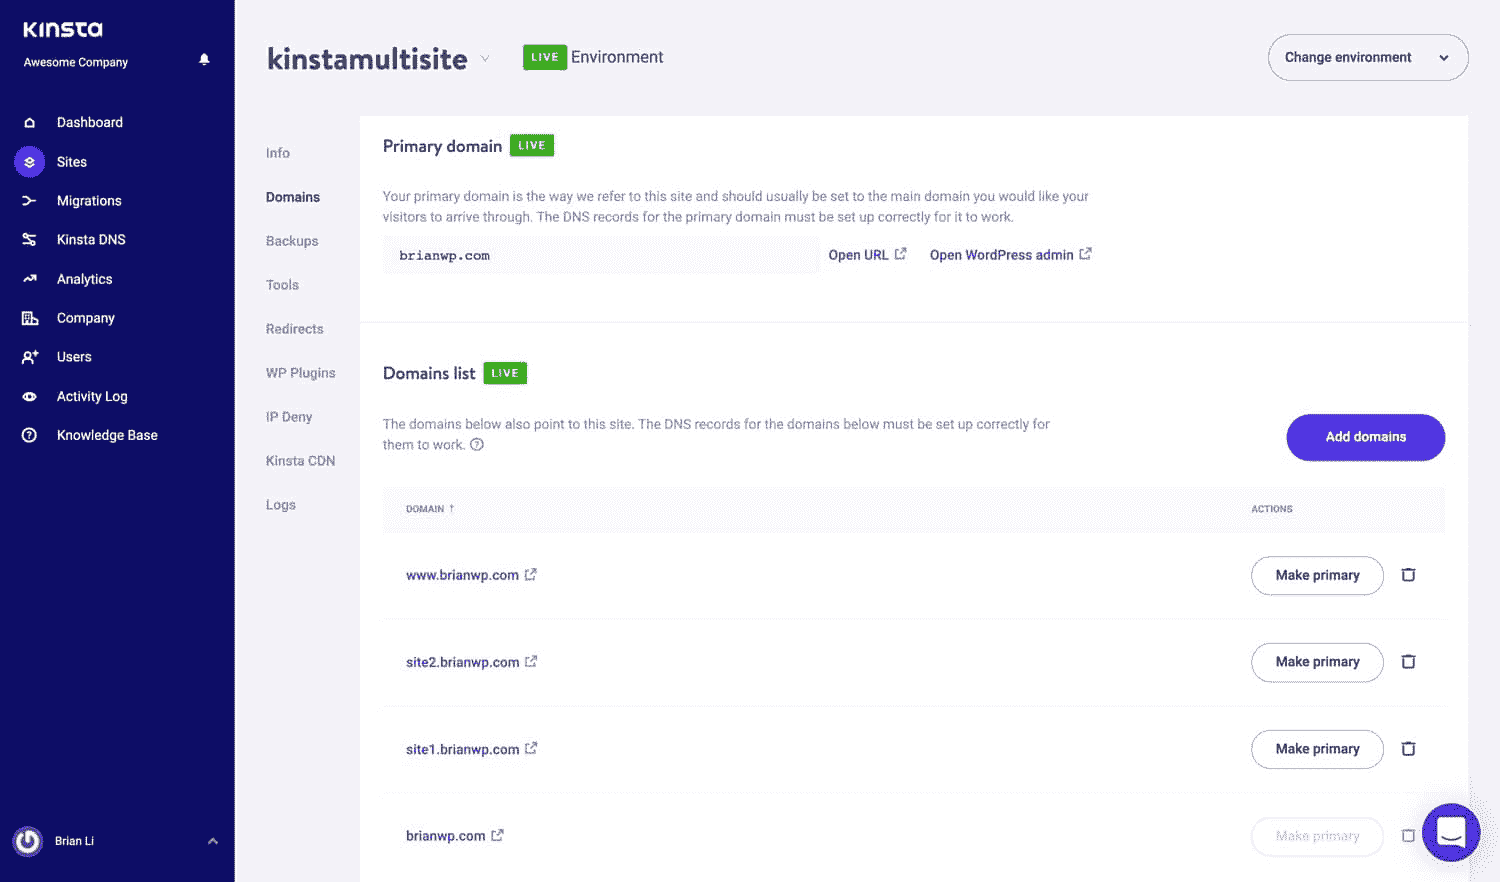 KINSTA
Awesome Company
Dashboard
Sites
Migrations
Kinsta DNS
Analytics
Company
Users
Activity Log
Knowledge Base
Brian Li
kinstamultisite
LIVE Environment
Change environment
Info
Domains
Backups
Tools
Redirects
WP Plugins
IP Deny
Kinsta CDN
Logs
Primary domain LIVE
Your primary domain is the way we refer to this site and should usually be set to the main domain you would like your
visitors to arrive through. The DNS records for the primary domain must be set up correctly for it to work.
brianwp.com Open URL Open WordPress admin
Domains list LIVE
The domains below also point to this site. The DNS records for the domains below must be set up correctly for
them to work.
Add domains
DOMAIN ↑ ACTIONS
www.brianwp.com Make primary
site2.brianwp.com Make primary
site1.brianwp.com Make primary
brianwp.com Make primary